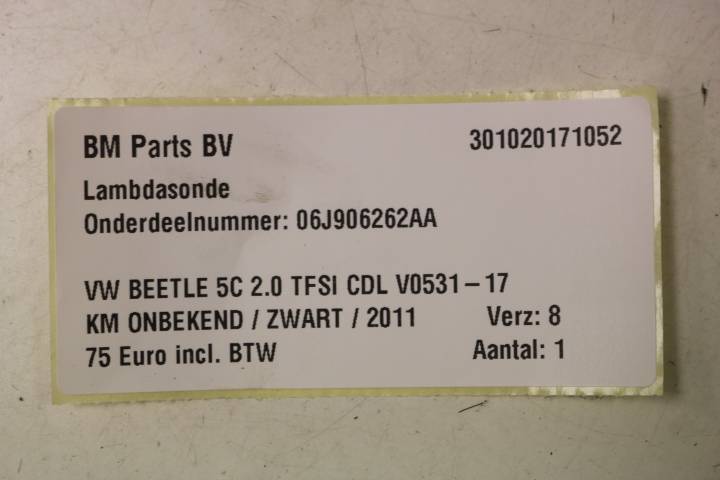 BM Parts BV 301020171052
Lambdasonde
Onderdeelnummer: 06J906262AA
VW BEETLE 5C 2.0 TFSI CDL V0531-17
KM ONBEKEND / ZWART / 2011 Verz: 8
75 Euro incl. BTW Aantal: 1